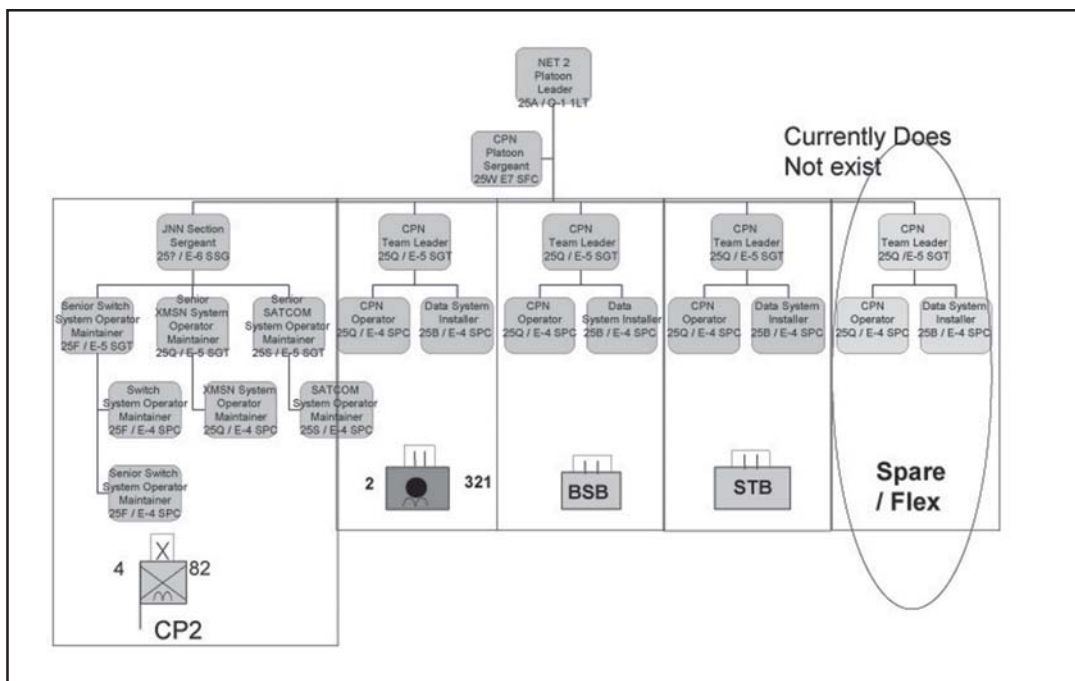 NET 2
Platoon
Leader
25A / O-1 1LT
CPN
Platoon
Sergeant
25W E7 SFC
Currently Does
Not exist
JNN Section
Sergeant
25? / E-6 SSG
CPN
Team Leader
25Q / E-5 SGT
CPN
Team Leader
25Q / E-5 SGT
CPN
Team Leader
25Q / E-5 SGT
CPN
Team Leader
25Q /E-5 SGT
Senior Switch
System Operator
Maintainer
25F / E-5 SGT
Senior
XMSN System
Operator
Maintainer
25Q / E-5 SGT
Senior
SATCOM
System Operator
Maintainer
25S / E-5 SGT
CPN
Operator
25Q / E-4 SPC
Data System
Installer
25B / E-4 SPC
CPN
Operator
25Q / E-4 SPC
Data
System Installer
25B / E-4 SPC
CPN
Operator
25Q / E-4 SPC
Data System
Installer
25B / E-4 SPC
CPN
Operator
25Q / E-4 SPC
Data System
Installer
25B / E-4 SPC
Switch
System Operator
Maintainer
25F / E-4 SPC
XMSN System
Operator
Maintainer
25Q / E-4 SPC
SATCOM
System Operator
Maintainer
25S / E-4 SPC
Senior Switch
System Operator
Maintainer
25F / E-4 SPC
2 321
BSB
STB
Spare
/ Flex
X
4 82
CP2